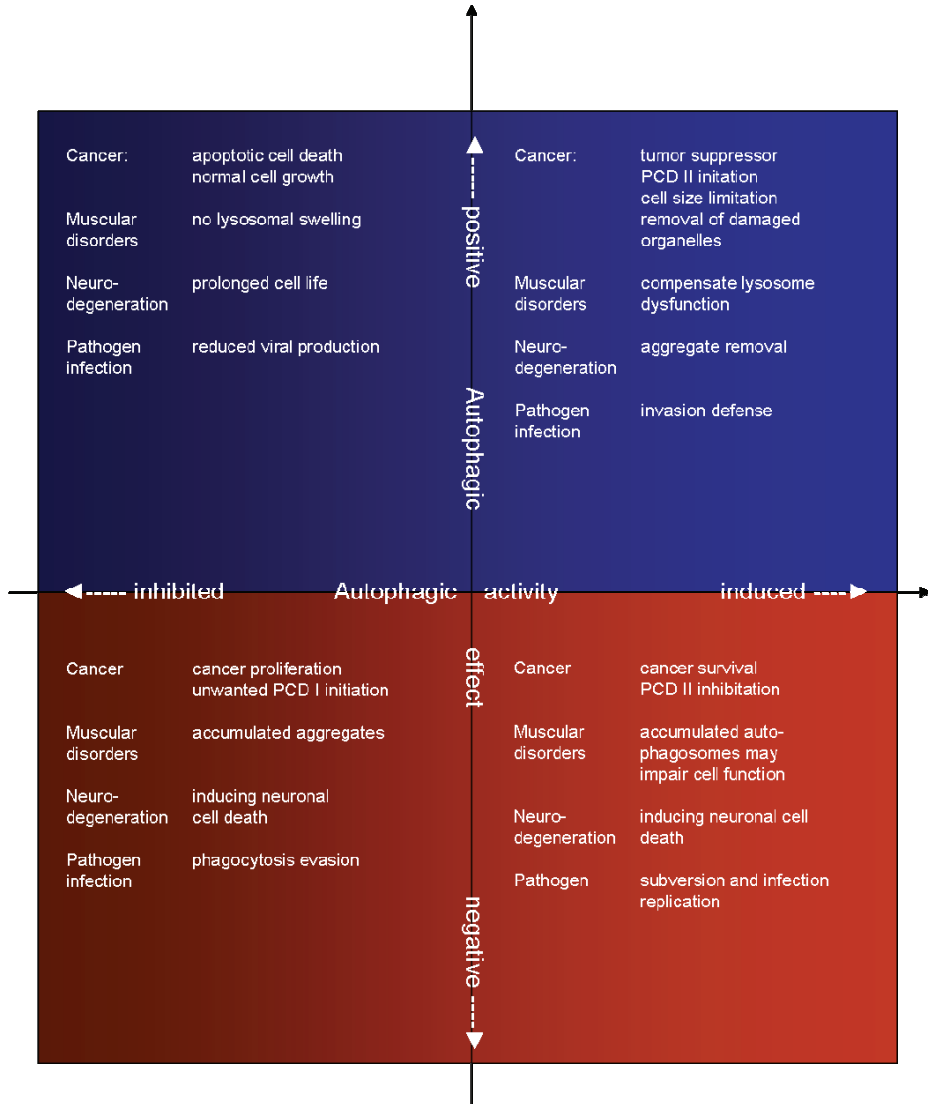 Cancer: apoptotic cell death
normal cell growth
Muscular no lysosomal swelling
disorders
Neuro- prolonged cell life
degeneration
Pathogen reduced viral production
infection
positive
Autophagic
Cancer: tumor suppressor
PCD II initation
cell size limitation
removal of damaged
organelles
Muscular compensate lysosome
disorders dysfunction
Neuro- aggregate removal
degeneration
Pathogen invasion defense
infection
inhibited Autophagic activity induced
Cancer cancer proliferation
unwanted PCD I initiation
Muscular accumulated aggregates
disorders
Neuro- inducing neuronal
degeneration cell death
Pathogen phagocytosis evasion
infection
effect
negative
Cancer cancer survival
PCD II inhibitation
Muscular accumulated auto-
disorders phagosomes may
impair cell function
Neuro- inducing neuronal cell
degeneration death
Pathogen subversion and infection
replication